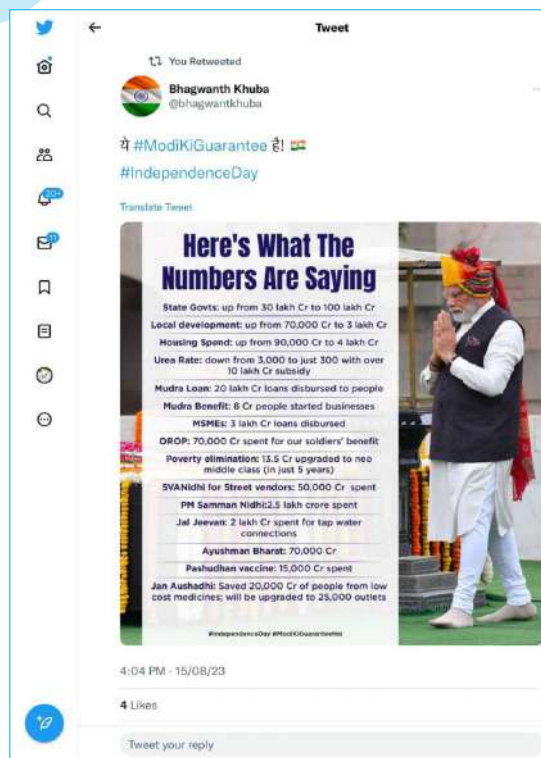 Tweet
You Retweeted
Bhagwanth Khuba
@bhagwantkhuba
ये #ModiKiGuarantee है!
#IndependenceDay
Translate Tweet
Here's What The
Numbers Are Saying
State Govts: up from 30 lakh Cr to 100 lakh Cr
Local development: up from 70,000 Cr to 3 lakh Cr
Housing Spend: up from 90,000 Cr to 4 lakh Cr
Urea Rate: down from 3,000 to just 300 with over
10 lakh Cr subsidy
Mudra Loan: 20 lakh Cr loans disbursed to people
Mudra Benefit: 8 Cr people started businesses
MSMEs: 3 lakh Cr loans disbursed
OROP: 70,000 Cr spent for our soldiers' benefit
Poverty elimination: 13.5 Cr upgraded to neo
middle class (in just 5 years)
SVANidhi for Street vendors: 50,000 Cr spent
PM Samman Nidhi:2.5 lakh crore spent
Jal Jeevan: 2 lakh Cr spent for tap water
connections
Ayushman Bharat: 70,000 Cr
Pashudhan vaccine: 15,000 Cr spent
Jan Aushadhi: Saved 20,000 Cr of people from low
cost medicines; will be upgraded to 25,000 outlets
#IndependenceDay #ModiKiGuaranteeHai
4:04 PM - 15/08/23
4 Likes
Tweet your reply
20+
11